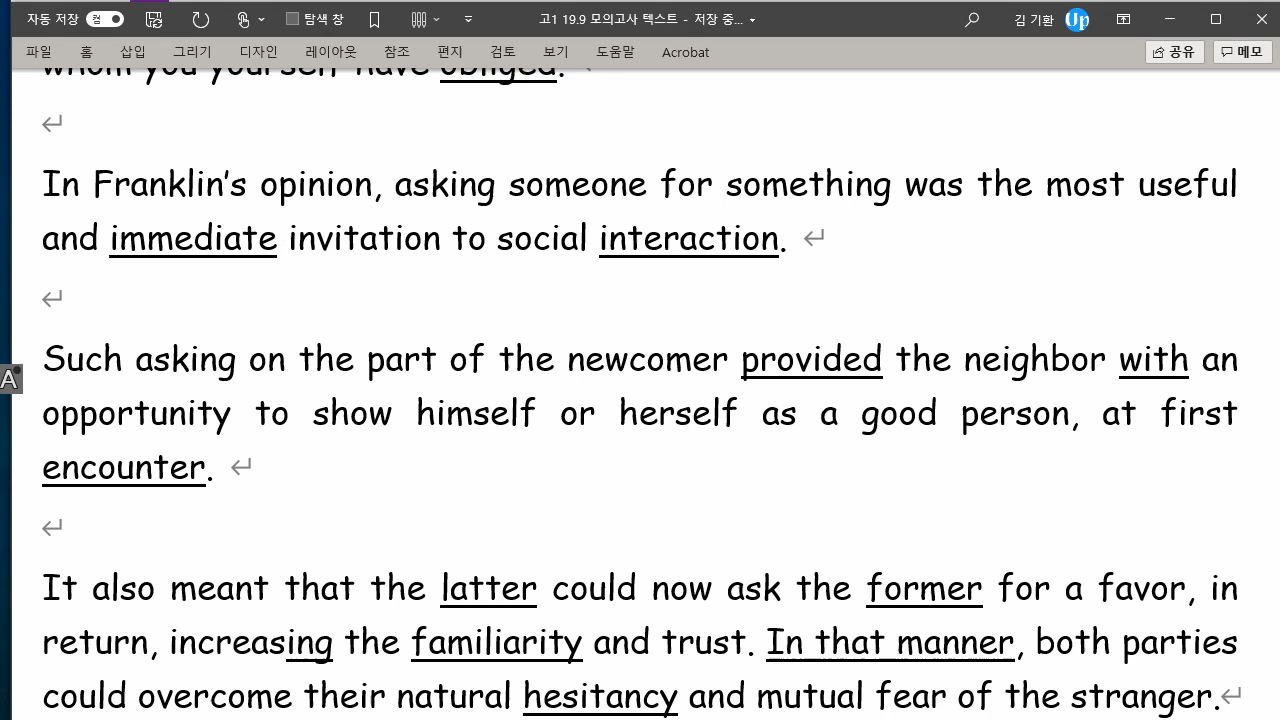 자동 저장 컴 탐색 창 고1 19.9 모의고사 텍스트 - 저장 중... 김 기환 Up
파일 홈 삽입 그리기 디자인 레이아웃 참조 편지 검토 보기 도움말 Acrobat 공유 메모
whom you yourself have obliged.
In Franklin's opinion, asking someone for something was the most useful
and immediate invitation to social interaction.
Such asking on the part of the newcomer provided the neighbor with an
opportunity to show himself or herself as a good person, at first
encounter.
It also meant that the latter could now ask the former for a favor, in
return, increasing the familiarity and trust. In that manner, both parties
could overcome their natural hesitancy and mutual fear of the stranger.
A